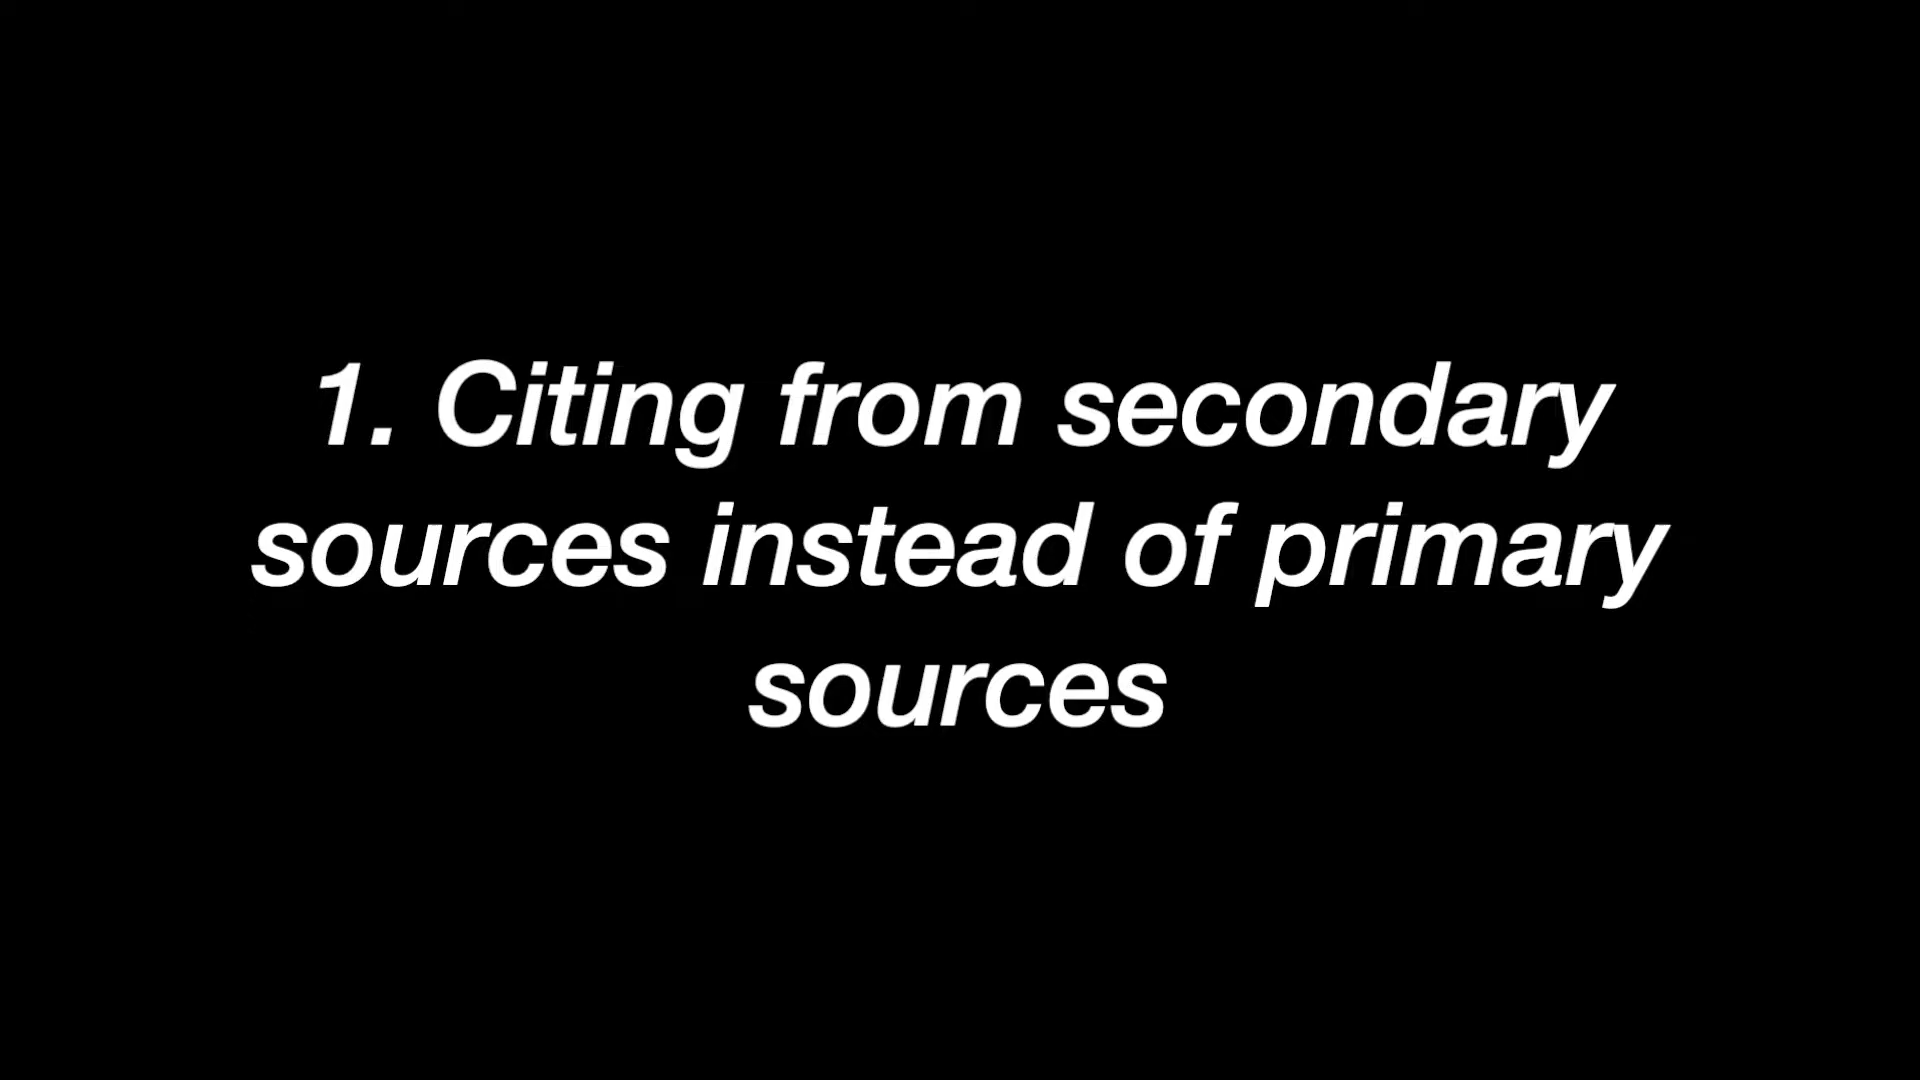 1. Citing from secondary
sources instead of primary
sources